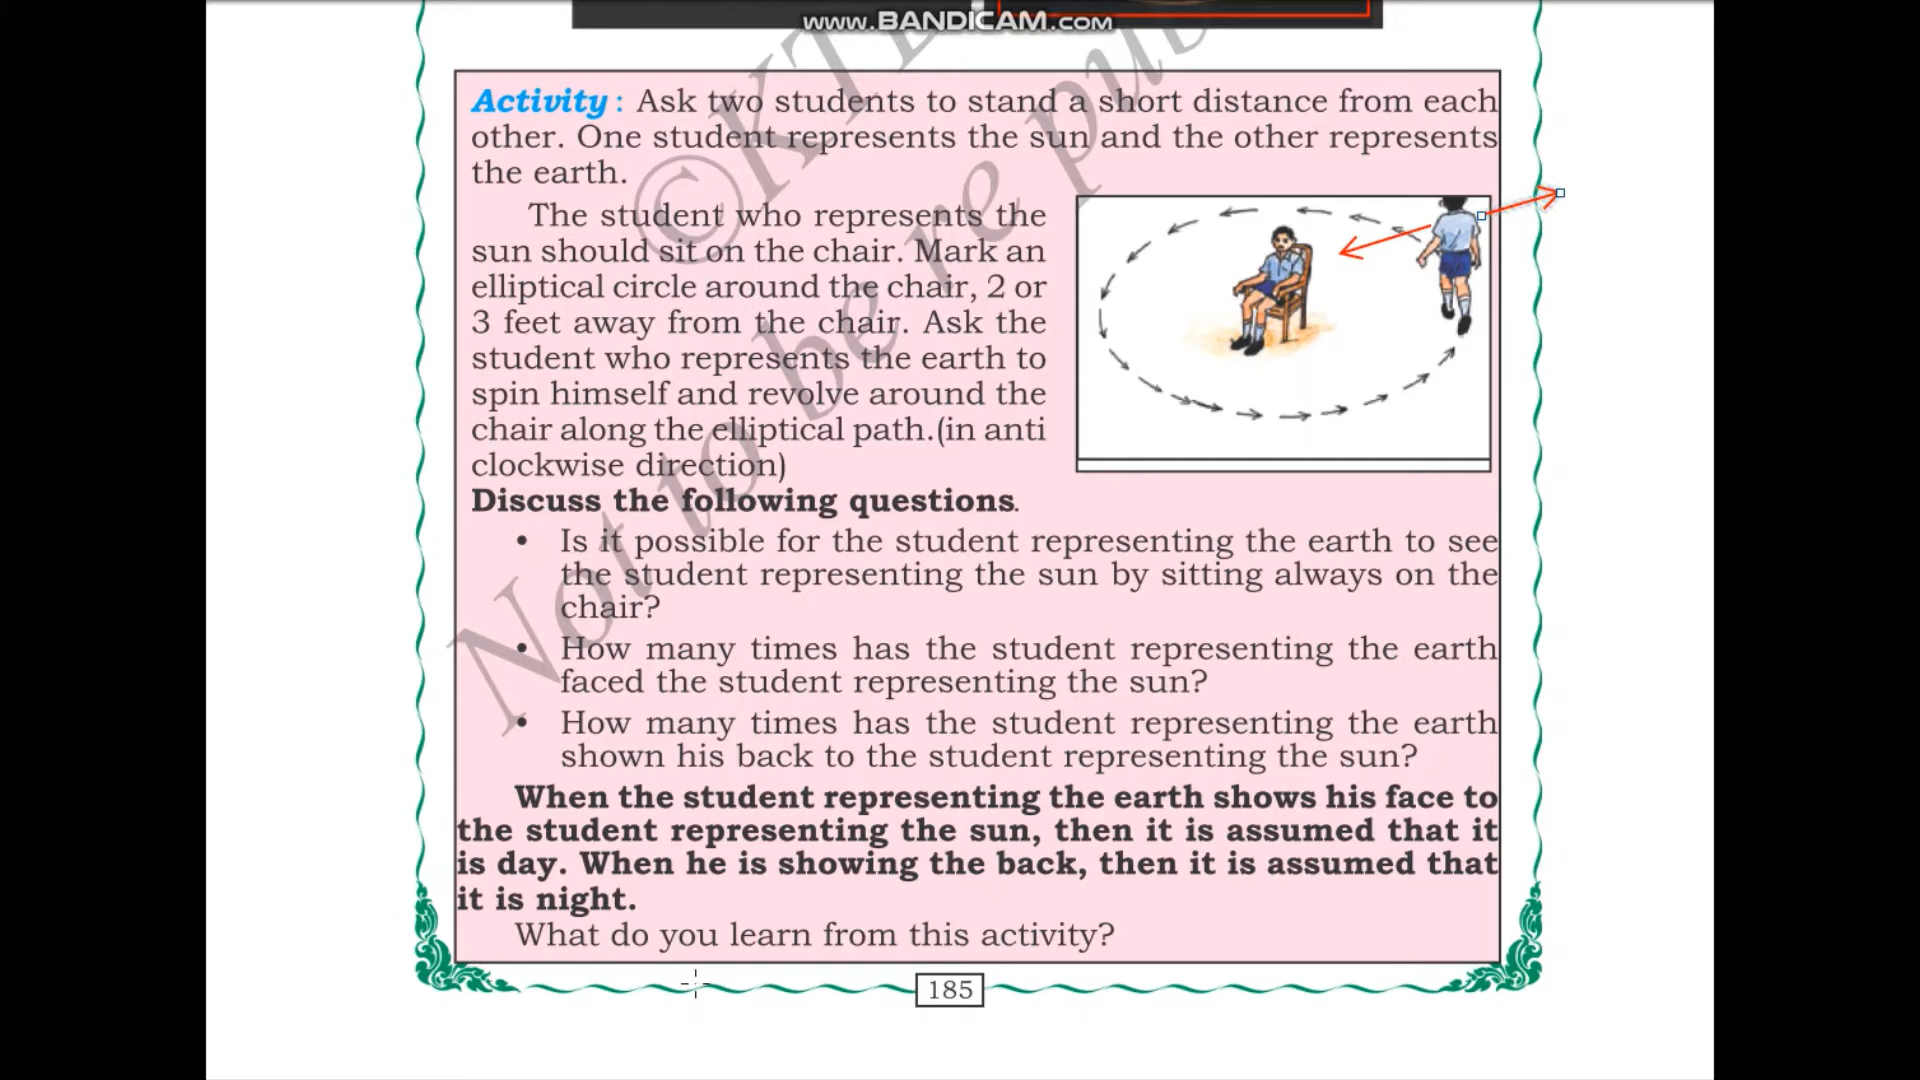 www.BANDICAM.com
Activity : Ask two students to stand a short distance from each
other. One student represents the sun and the other represents
the earth.
The student who represents the
sun should sit on the chair. Mark an
elliptical circle around the chair, 2 or
3 feet away from the chair. Ask the
student who represents the earth to
spin himself and revolve around the
chair along the elliptical path.(in anti
clockwise direction)
Discuss the following questions.
• Is it possible for the student representing the earth to see
the student representing the sun by sitting always on the
chair?
• How many times has the student representing the earth
faced the student representing the sun?
• How many times has the student representing the earth
shown his back to the student representing the sun?
When the student representing the earth shows his face to
the student representing the sun, then it is assumed that it
is day. When he is showing the back, then it is assumed that
it is night.
What do you learn from this activity?
185
Not to be re pub